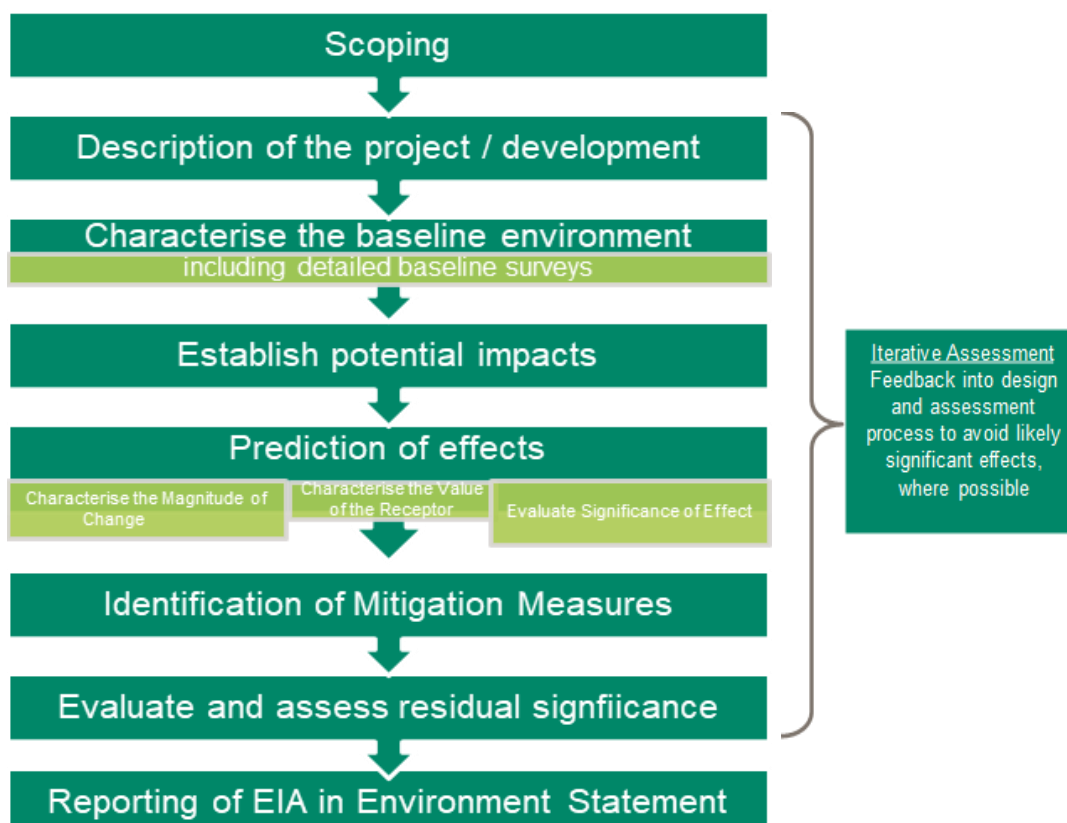 Scoping
Description of the project / development
Characterise the baseline environment
including detailed baseline surveys
Establish potential impacts
Prediction of effects
Characterise the Magnitude of
Change
Characterise the Value
of the Receptor
Evaluate Significance of Effect
Identification of Mitigation Measures
Evaluate and assess residual signfiicance
Reporting of EIA in Environment Statement
Iterative Assessment
Feedback into design
and assessment
process to avoid likely
significant effects,
where possible